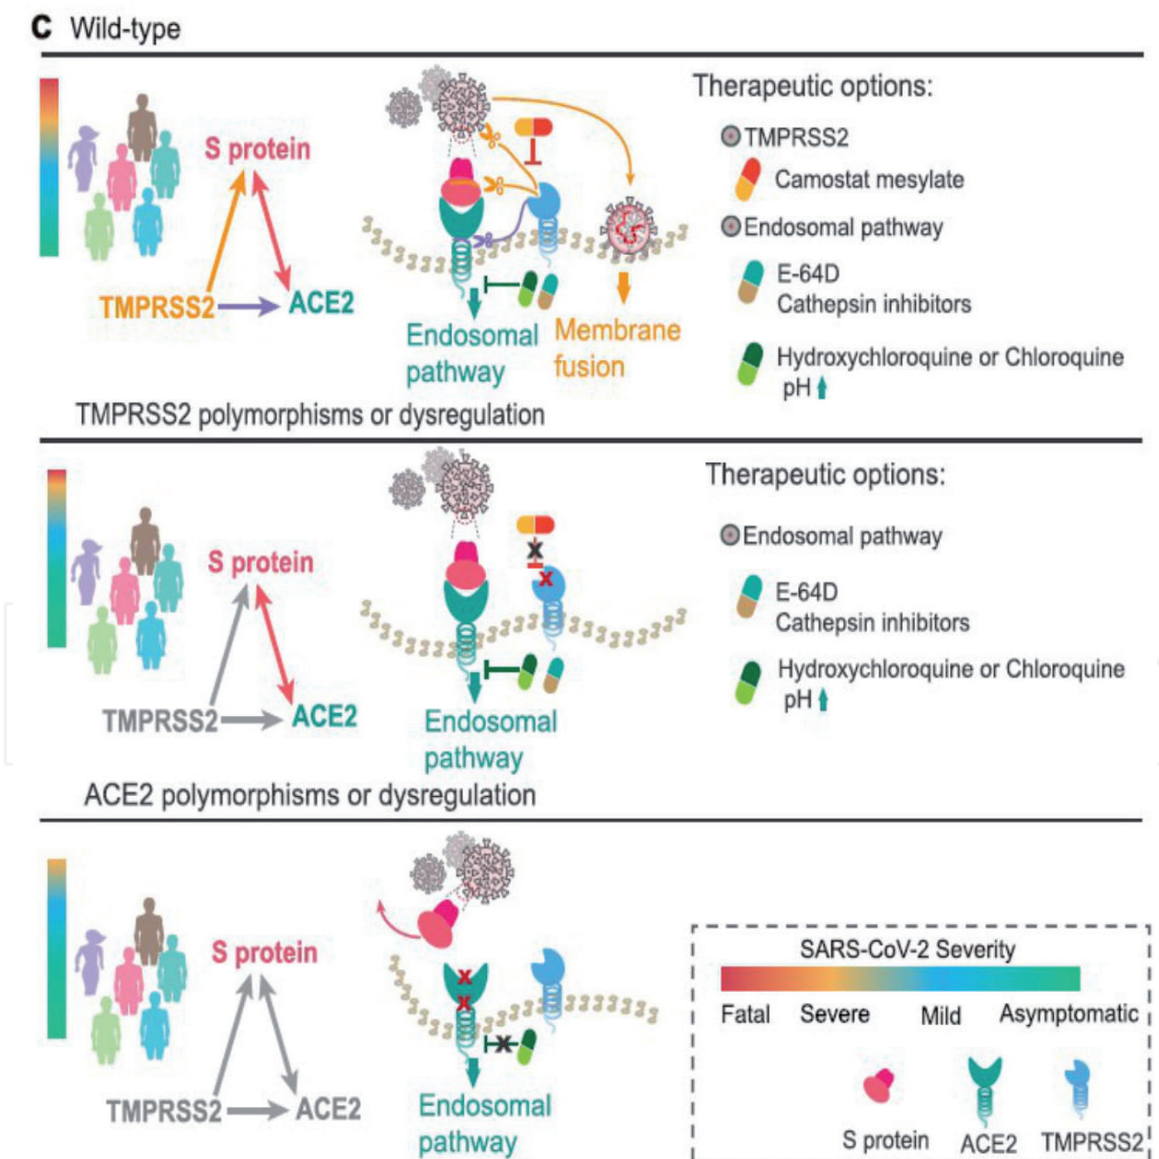 C Wild-type
S protein
TMPRSS2
ACE2
Endosomal
pathway
Membrane
fusion
Therapeutic options:
TMPRSS2
Camostat mesylate
Endosomal pathway
E-64D
Cathepsin inhibitors
Hydroxychloroquine or Chloroquine
pH
TMPRSS2 polymorphisms or dysregulation
S protein
TMPRSS2
ACE2
X
X
Endosomal
pathway
Therapeutic options:
Endosomal pathway
E-64D
Cathepsin inhibitors
Hydroxychloroquine or Chloroquine
pH
ACE2 polymorphisms or dysregulation
S protein
TMPRSS2
ACE2
X
X
X
Endosomal
pathway
SARS-CoV-2 Severity
Fatal Severe Mild Asymptomatic
S protein ACE2 TMPRSS2